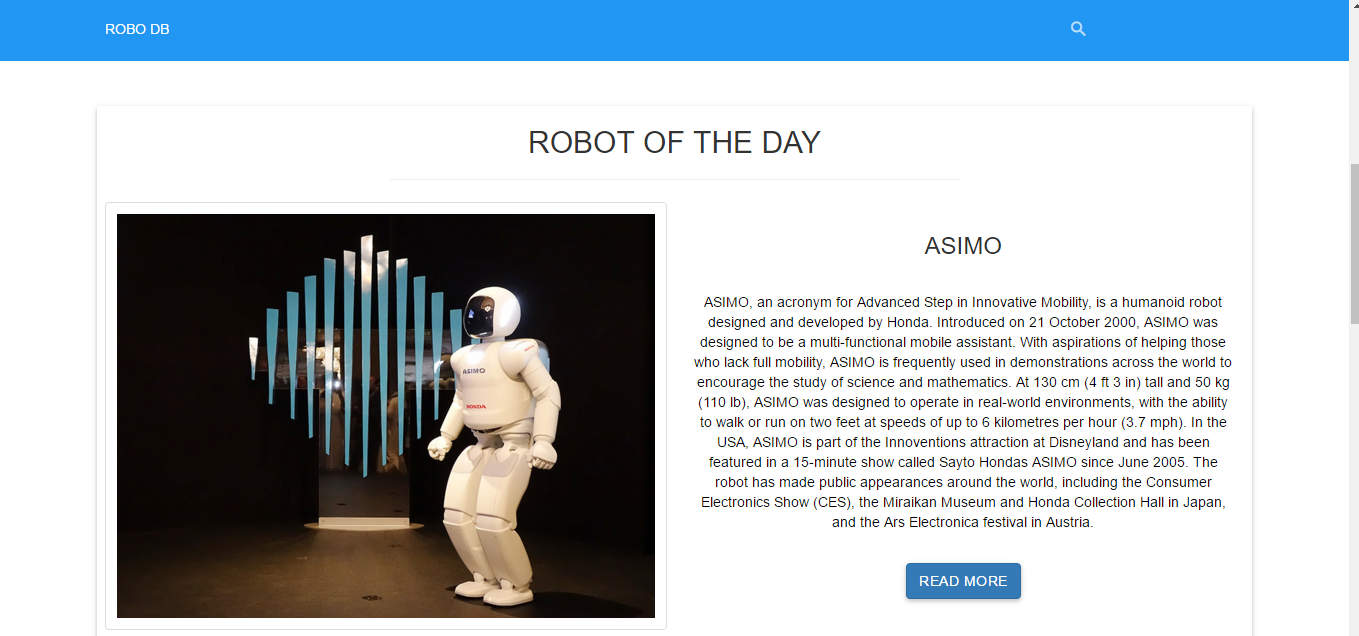 ROBO DB
ROBOT OF THE DAY
ASIMO
HONDA
ASIMO
ASIMO, an acronym for Advanced Step in Innovative Mobility, is a humanoid robot
designed and developed by Honda. Introduced on 21 October 2000, ASIMO was
designed to be a multi-functional mobile assistant. With aspirations of helping those
who lack full mobility, ASIMO is frequently used in demonstrations across the world to
encourage the study of science and mathematics. At 130 cm (4 ft 3 in) tall and 50 kg
(110 lb), ASIMO was designed to operate in real-world environments, with the ability
to walk or run on two feet at speeds of up to 6 kilometres per hour (3.7 mph). In the
USA, ASIMO is part of the Innoventions attraction at Disneyland and has been
featured in a 15-minute show called Sayto Hondas ASIMO since June 2005. The
robot has made public appearances around the world, including the Consumer
Electronics Show (CES), the Miraikan Museum and Honda Collection Hall in Japan,
and the Ars Electronica festival in Austria.
READ MORE